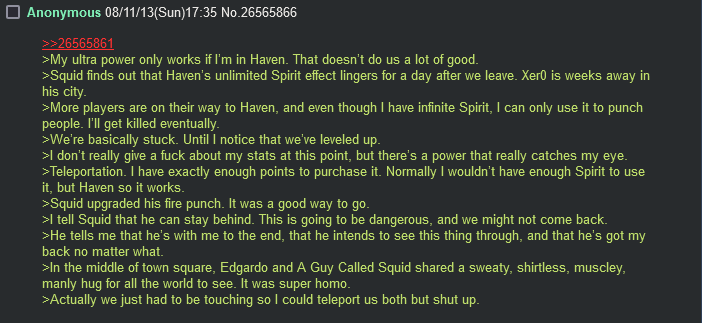 Anonymous 08/11/13(Sun)17:35 No.26565866
>>26565861
>My ultra power only works if I'm in Haven. That doesn't do us a lot of good.
>Squid finds out that Haven's unlimited Spirit effect lingers for a day after we leave. Xer0 is weeks away in
his city.
>More players are on their way to Haven, and even though I have infinite Spirit, I can only use it to punch
people. I'll get killed eventually.
>We're basically stuck. Until I notice that we've leveled up.
>I don't really give a fuck about my stats at this point, but there's a power that really catches my eye.
>Teleportation. I have exactly enough points to purchase it. Normally I wouldn't have enough Spirit to use
it, but Haven so it works.
>Squid upgraded his fire punch. It was a good way to go.
>I tell Squid that he can stay behind. This is going to be dangerous, and we might not come back.
>He tells me that he's with me to the end, that he intends to see this thing through, and that he's got my
back no matter what.
>In the middle of town square, Edgardo and A Guy Called Squid shared a sweaty, shirtless, muscley,
manly hug for all the world to see. It was super homo.
>Actually we just had to be touching so I could teleport us both but shut up.